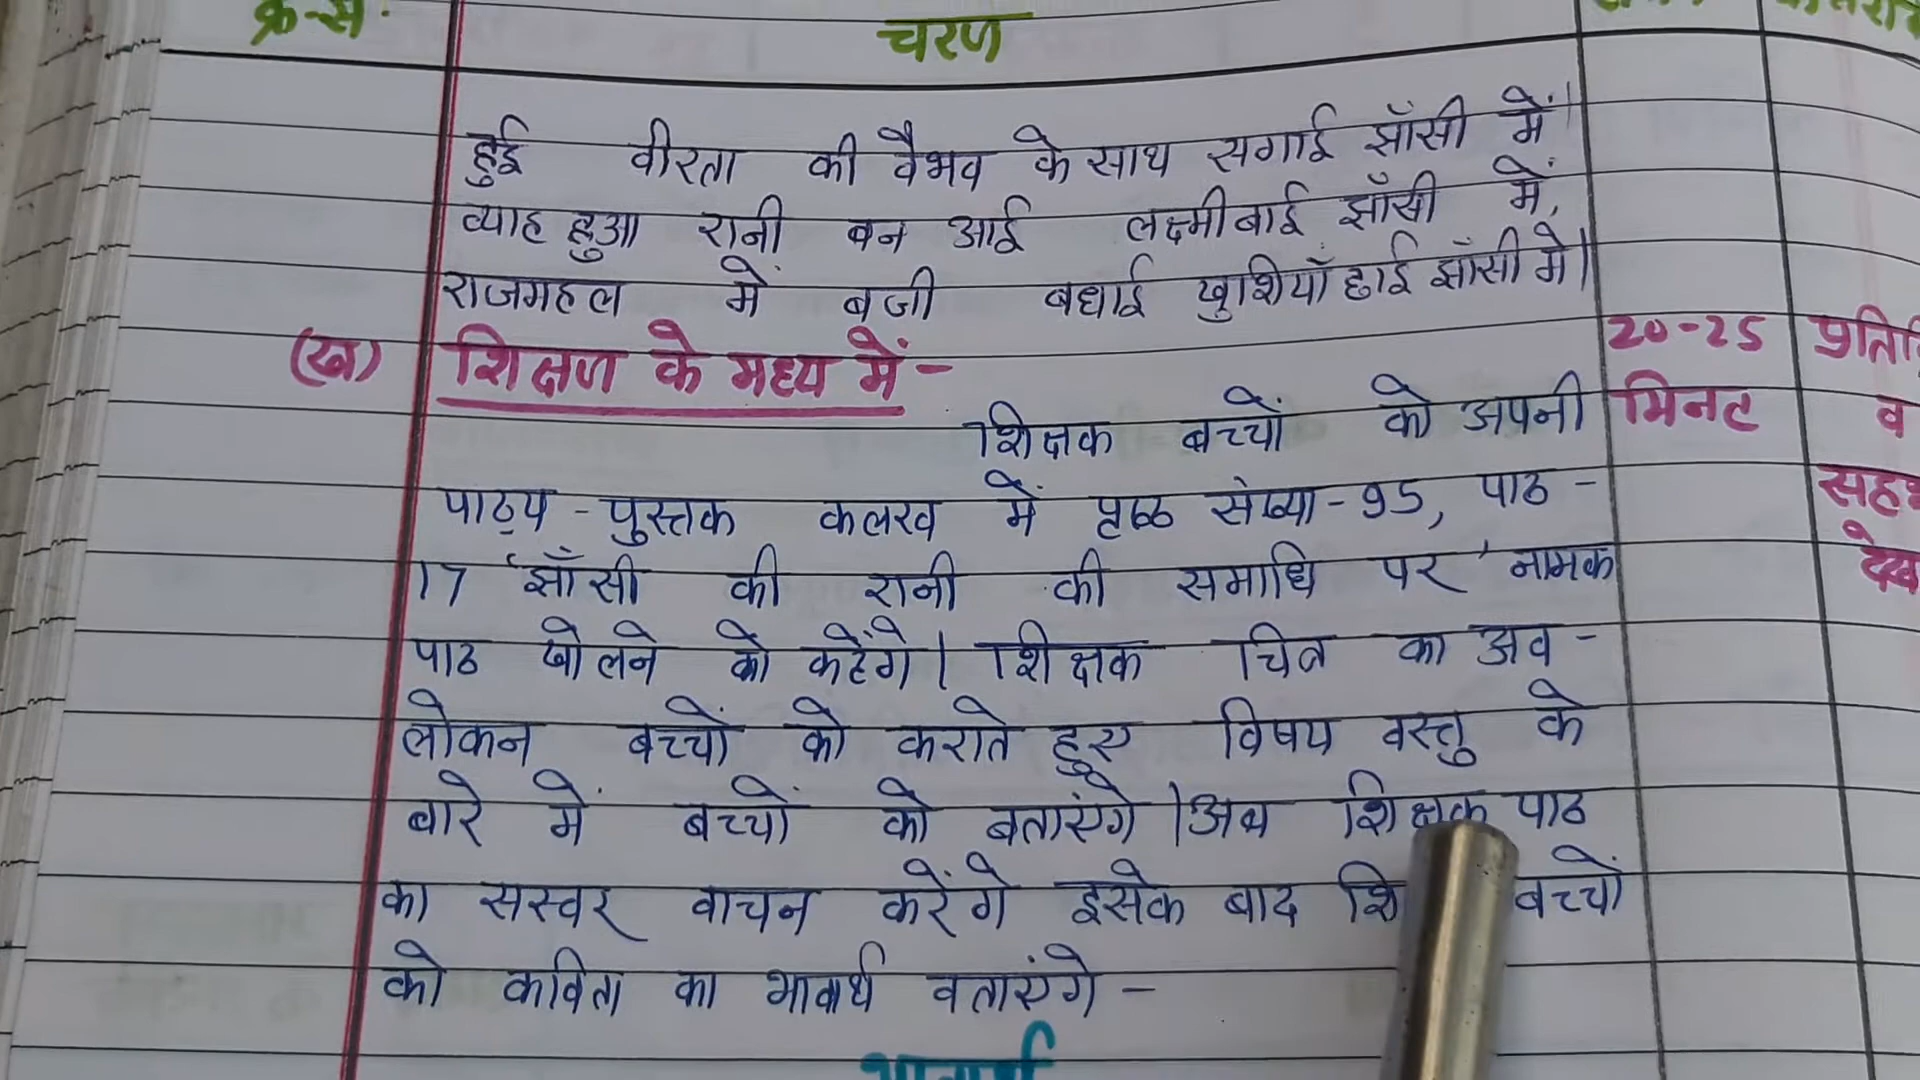 क्र-सं. चरण
हुई वीरता की वैभव के साथ सगाई झाँसी में।
व्याह हुआ रानी बन आई लक्ष्मीबाई झाँसी में,
राजमहल में बजी बधाई खुशियाँ छाई झाँसी में।
(ख) शिक्षण के मध्य में- 20-25 प्रति
शिक्षक बच्चों को अपनी मिनट व
पाठ्य-पुस्तक कलरव में पृष्ठ संख्या-95, पाठ-
17 'झाँसी की रानी की समाधि पर' नामक
पाठ खोलने को कहेंगे। शिक्षक चित्र का अव-
लोकन बच्चों को कराते हुए विषय वस्तु के
बारे में बच्चों को बताएंगे। अब शिक्षक पाठ
का सस्वर वाचन करेंगे इसके बाद शि बच्चों
को कविता का भावार्थ बताएंगे-